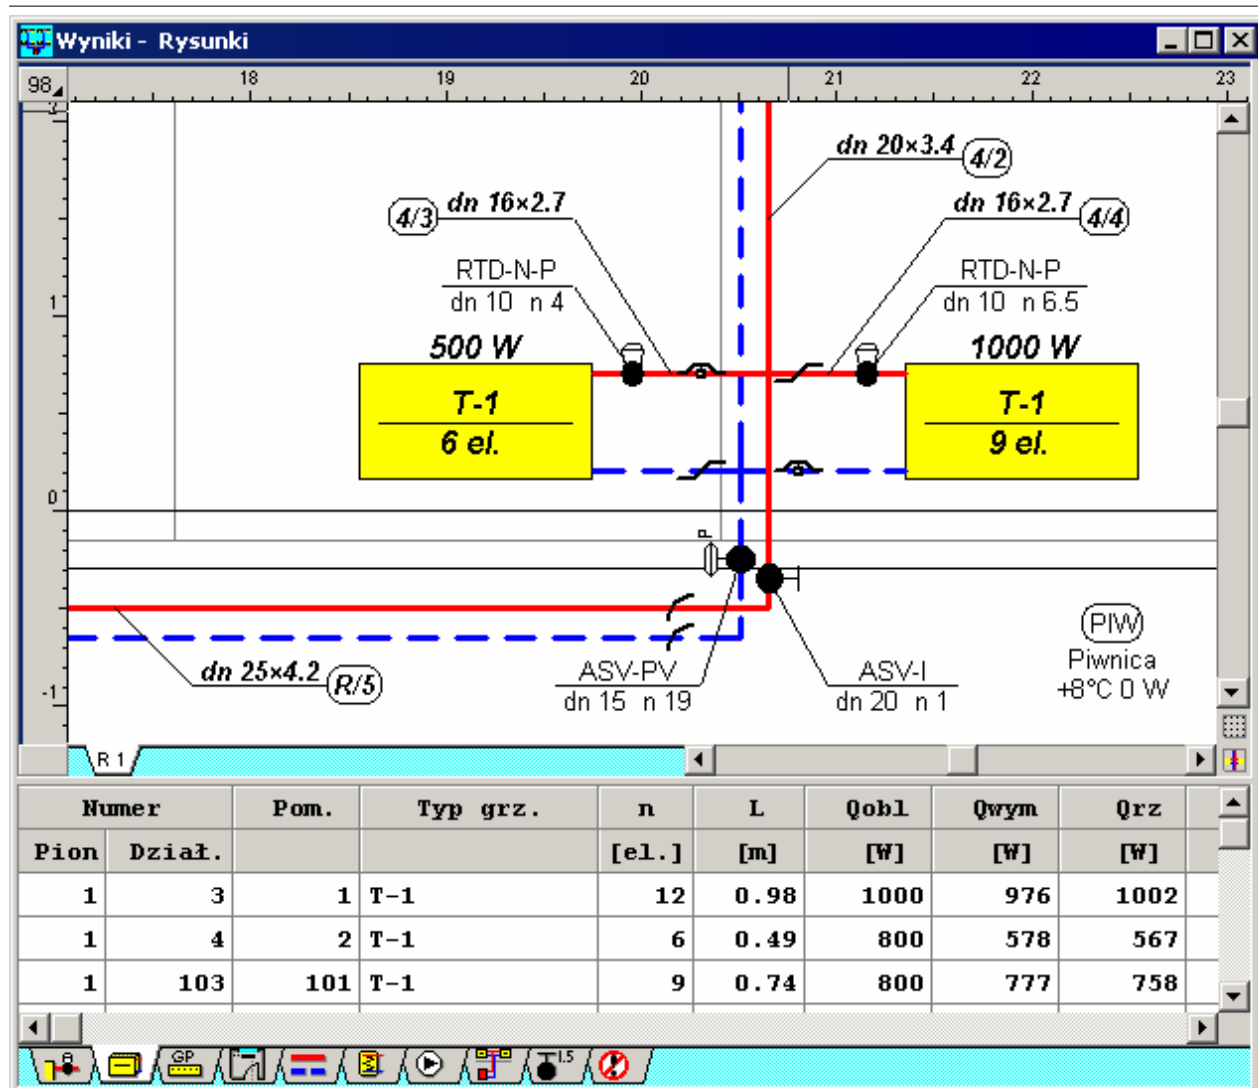 Wyniki - Rysunki
98
18 19 20 21 22 23
dn 20×3.4 4/2
4/3 dn 16×2.7
dn 16×2.7 4/4
RTD-N-P
dn 10 n 4
RTD-N-P
dn 10 n 6.5
1
500 W
1000 W
T-1
6 el.
T-1
9 el.
0
P
PIW
Piwnica
+8°C 0 W
dn 25×4.2 R/5
ASV-PV
dn 15 n 19
ASV-I
dn 20 n 1
-1
R 1
Numer Pom. Typ grz. n L Qobl Qwym Qrz
Pion Dział. [el.] [m] [W] [W] [W]
1 3 1 T-1 12 0.98 1000 976 1002
1 4 2 T-1 6 0.49 800 578 567
1 103 101 T-1 9 0.74 800 777 758
GP
1.5